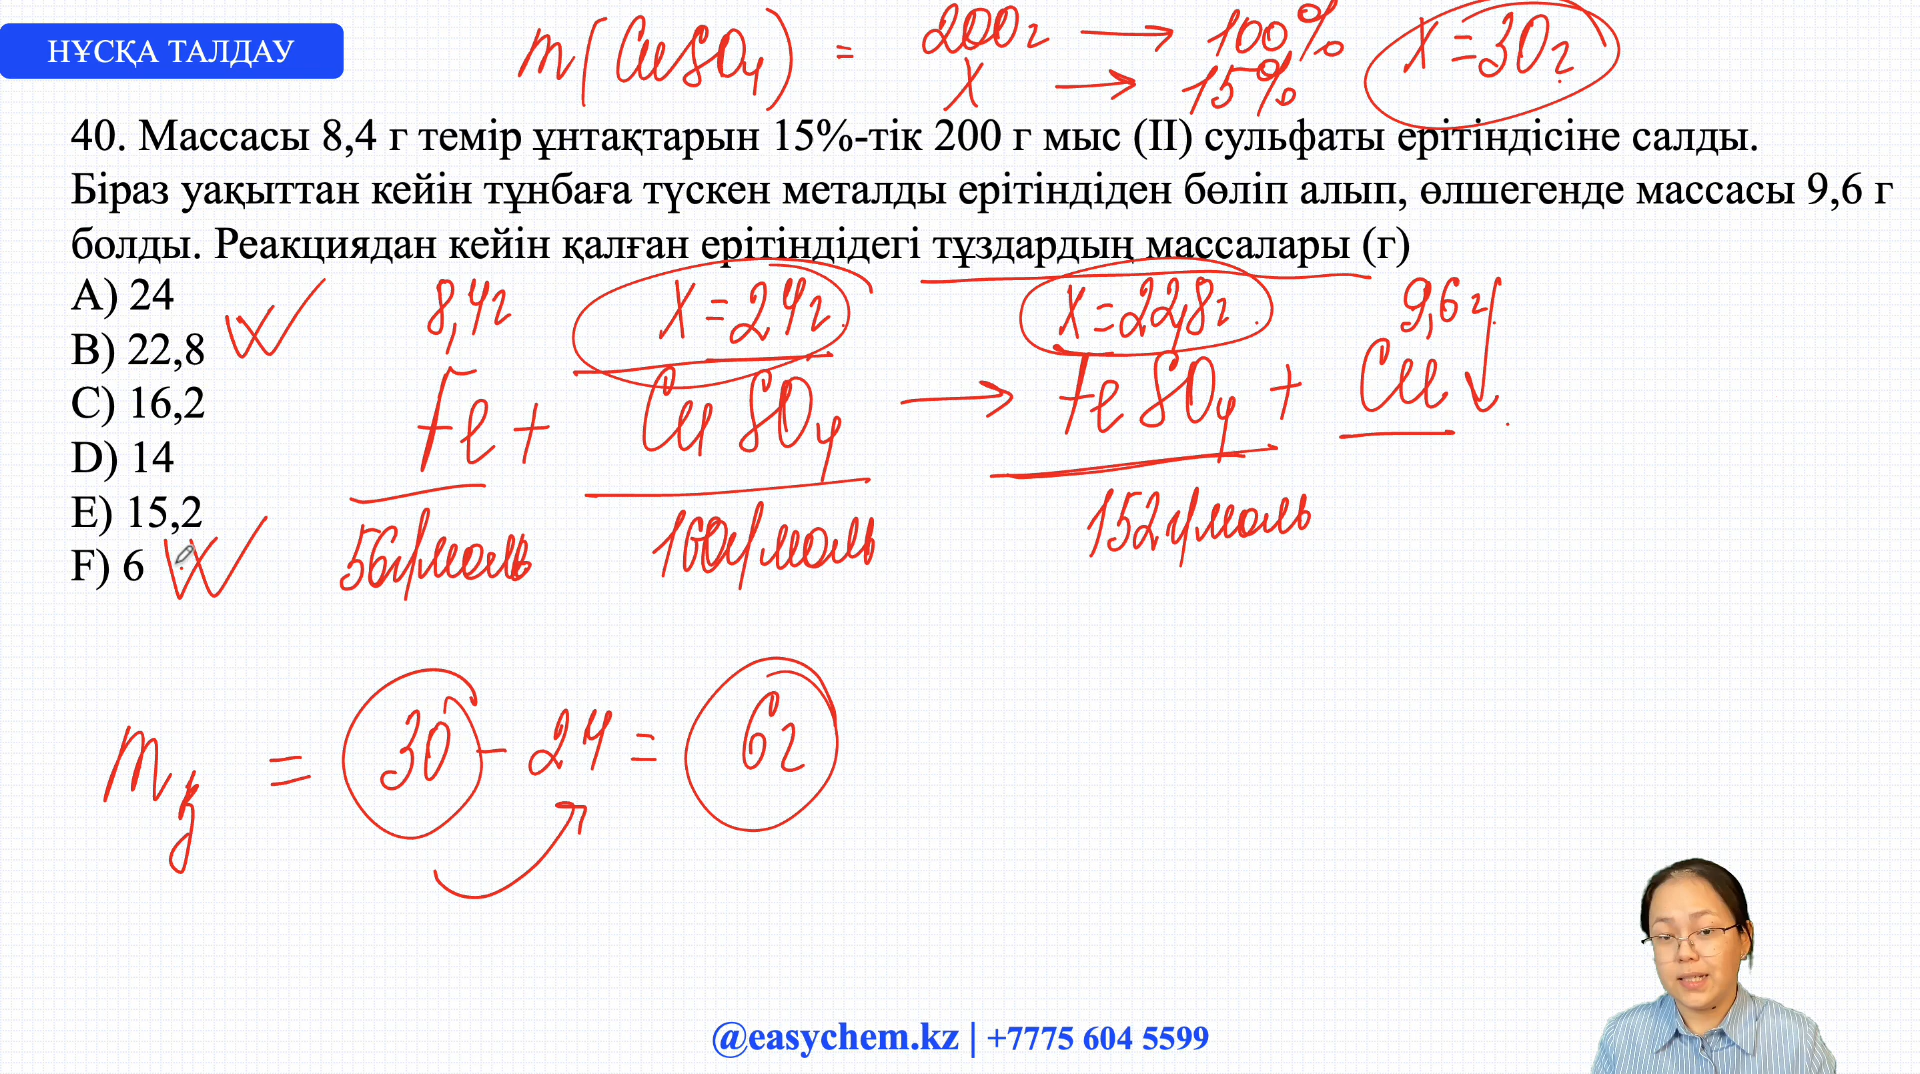 НҰСҚА ТАЛДАУ
m(CuSO4) = 200г → 100% X=30г
X → 15%
40. Массасы 8,4 г темір ұнтақтарын 15%-тік 200 г мыс (II) сульфаты ерітіндісіне салды.
Біраз уақыттан кейін тұнбаға түскен металды ерітіндіден бөліп алып, өлшегенде массасы 9,6 г
болды. Реакциядан кейін қалған ерітіндідегі тұздардың массалары (г)
A) 24
B) 22,8
C) 16,2
D) 14
E) 15,2
F) 6
8,4г X=24г X=22,8г 9,6г
Fe + CuSO4 → FeSO4 + Cu↓
56г/моль 160г/моль 152г/моль
mқ = 30 - 24 = 6г
@easychem.kz | +7775 604 5599